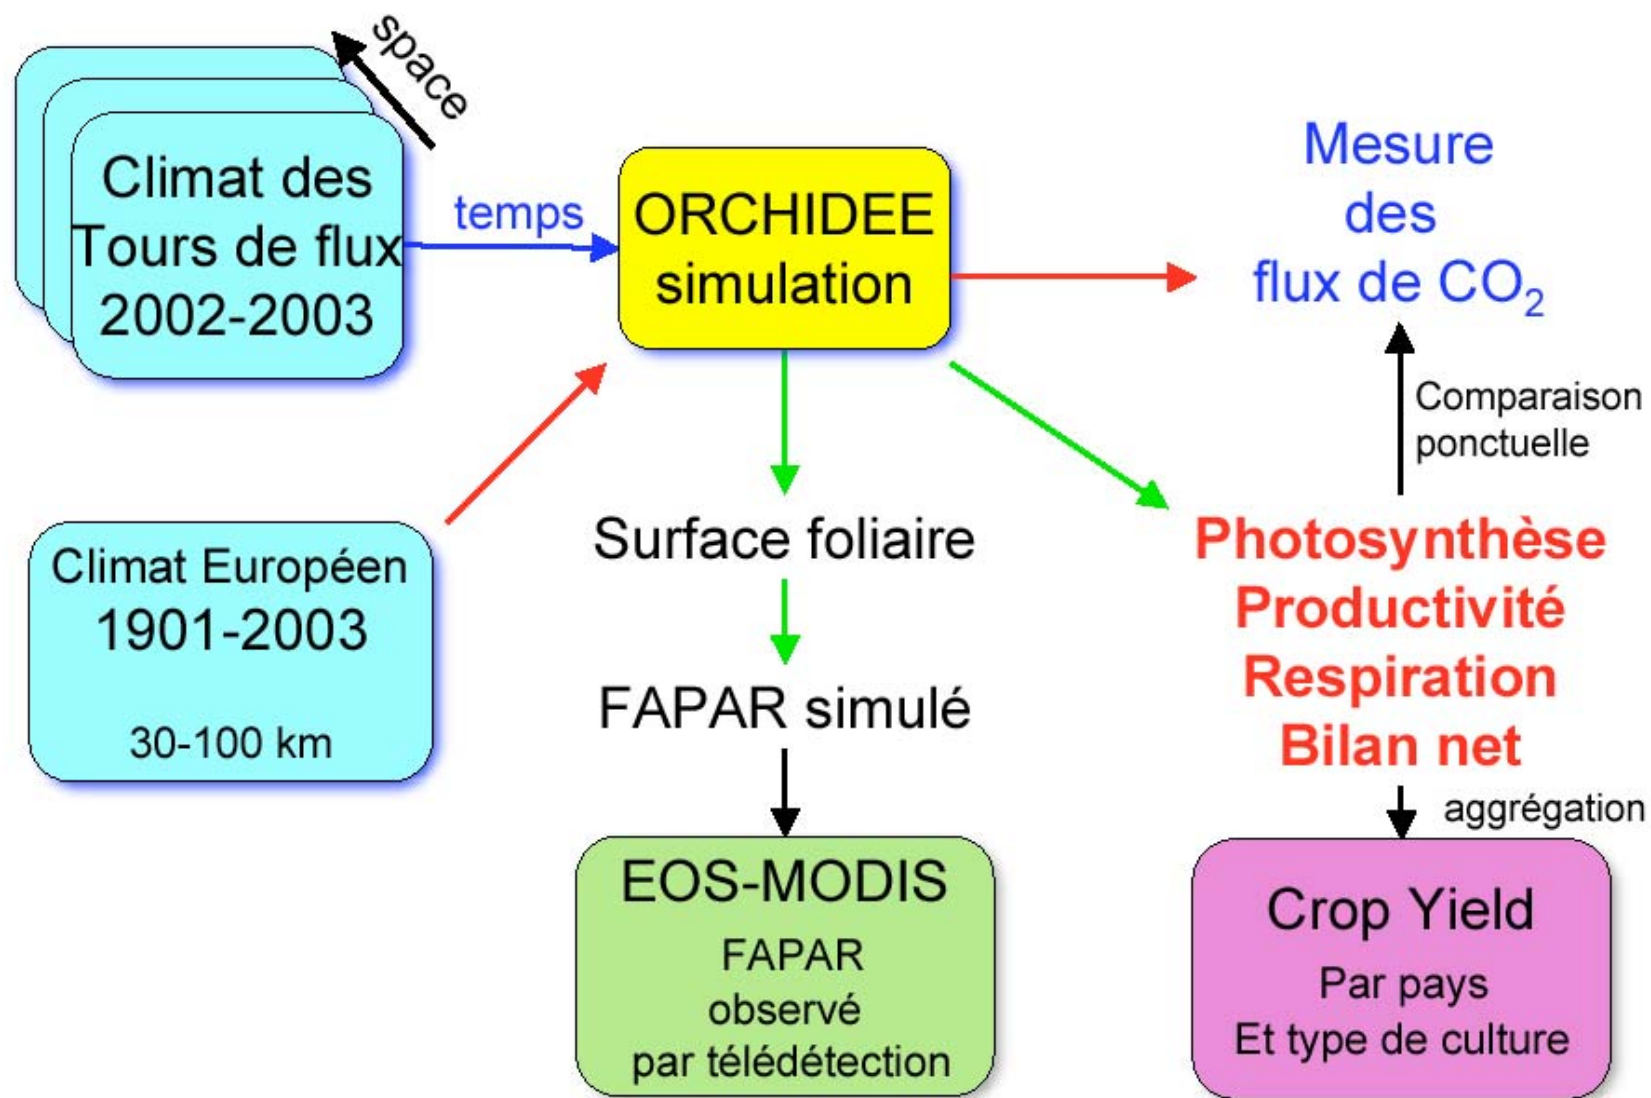 space
Climat des
Tours de flux
2002-2003
temps
ORCHIDEE
simulation
Mesure
des
flux de CO₂
Comparaison
ponctuelle
Climat Européen
1901-2003
30-100 km
Surface foliaire
FAPAR simulé
Photosynthèse
Productivité
Respiration
Bilan net
aggrégation
EOS-MODIS
FAPAR
observé
par télédétection
Crop Yield
Par pays
Et type de culture